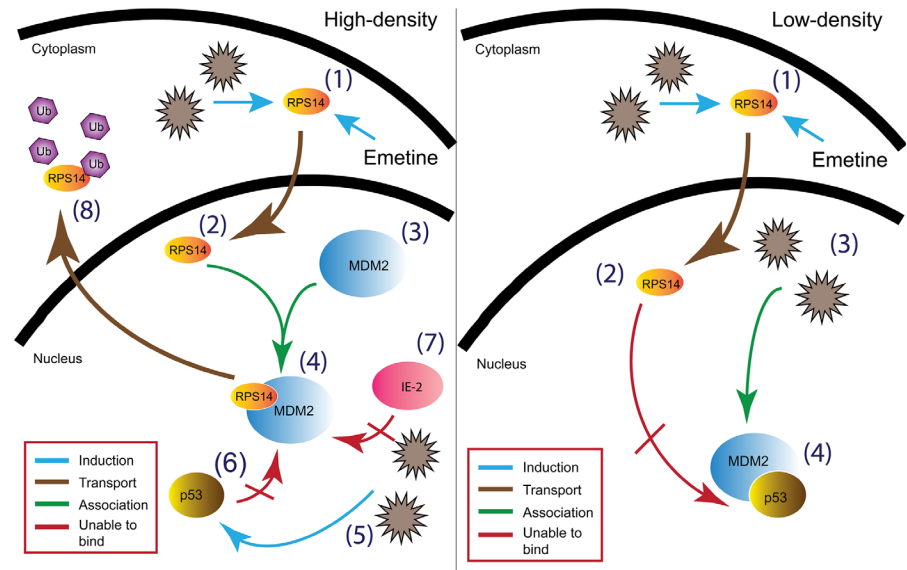 High-density
Cytoplasm
(1)
RPS14
Emetine
Ub
Ub
Ub
Ub
RPS14
(8)
(2)
RPS14
(3)
MDM2
Nucleus
(4)
RPS14
MDM2
(7)
IE-2
(6)
p53
(5)
Induction
Transport
Association
Unable to
bind
Low-density
Cytoplasm
(1)
RPS14
Emetine
(2)
RPS14
(3)
Nucleus
MDM2
(4)
p53
Induction
Transport
Association
Unable to
bind